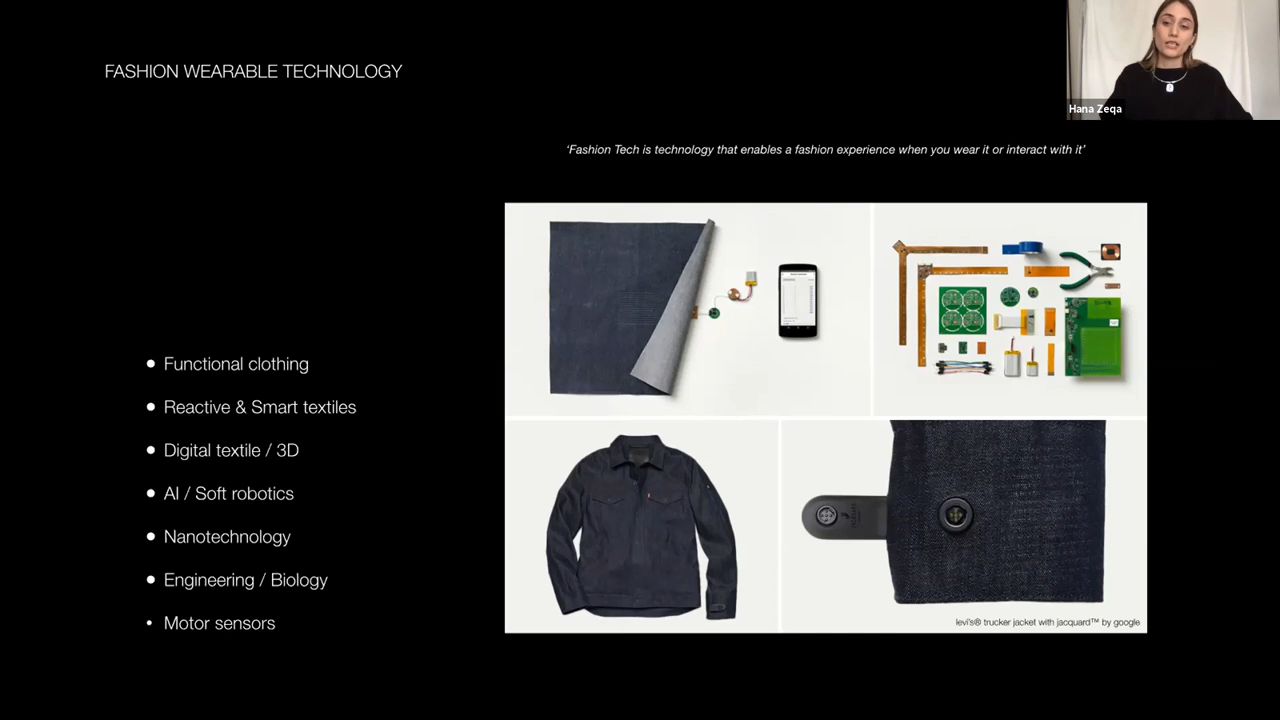 FASHION WEARABLE TECHNOLOGY
Hana Zeqa
‘Fashion Tech is technology that enables a fashion experience when you wear it or interact with it’
• Functional clothing
• Reactive & Smart textiles
• Digital textile / 3D
• AI / Soft robotics
• Nanotechnology
• Engineering / Biology
• Motor sensors
levi's® trucker jacket with jacquard™ by google